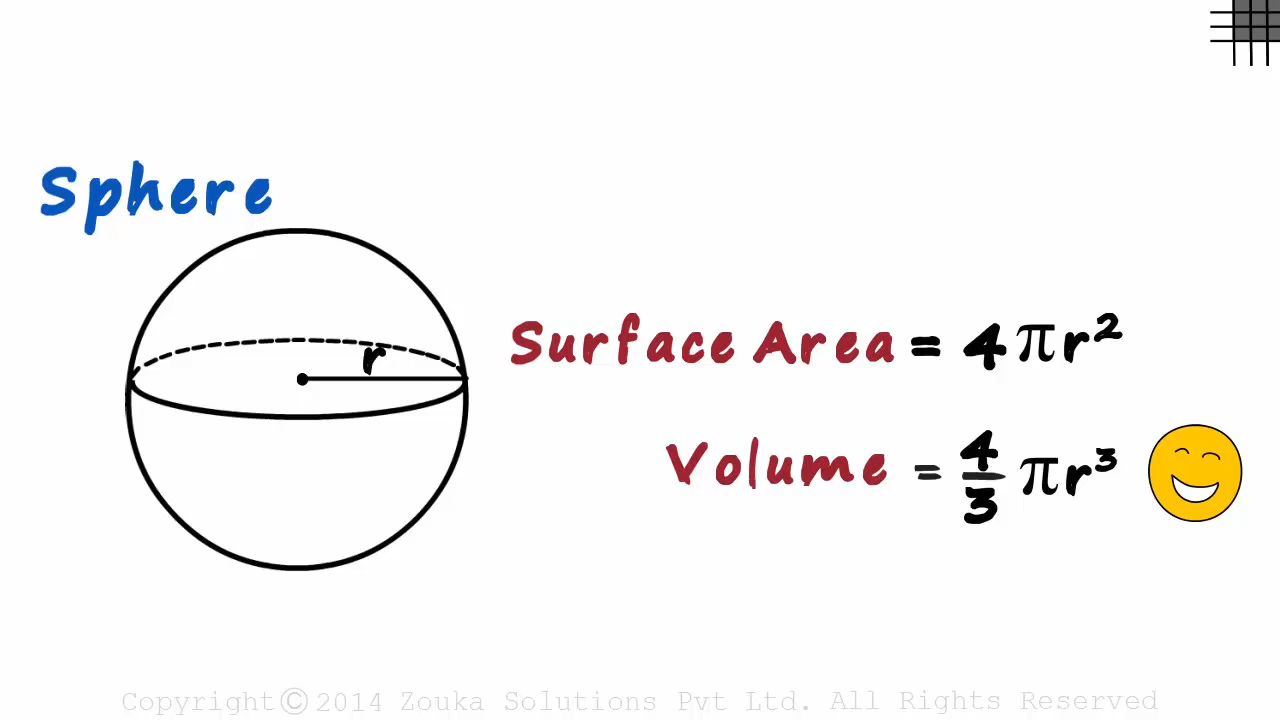 Sphere
r
Surface Area = 4πr²
Volume = 4/3 πr³
Copyright© 2014 Zouka Solutions Pvt Ltd. All Rights Reserved